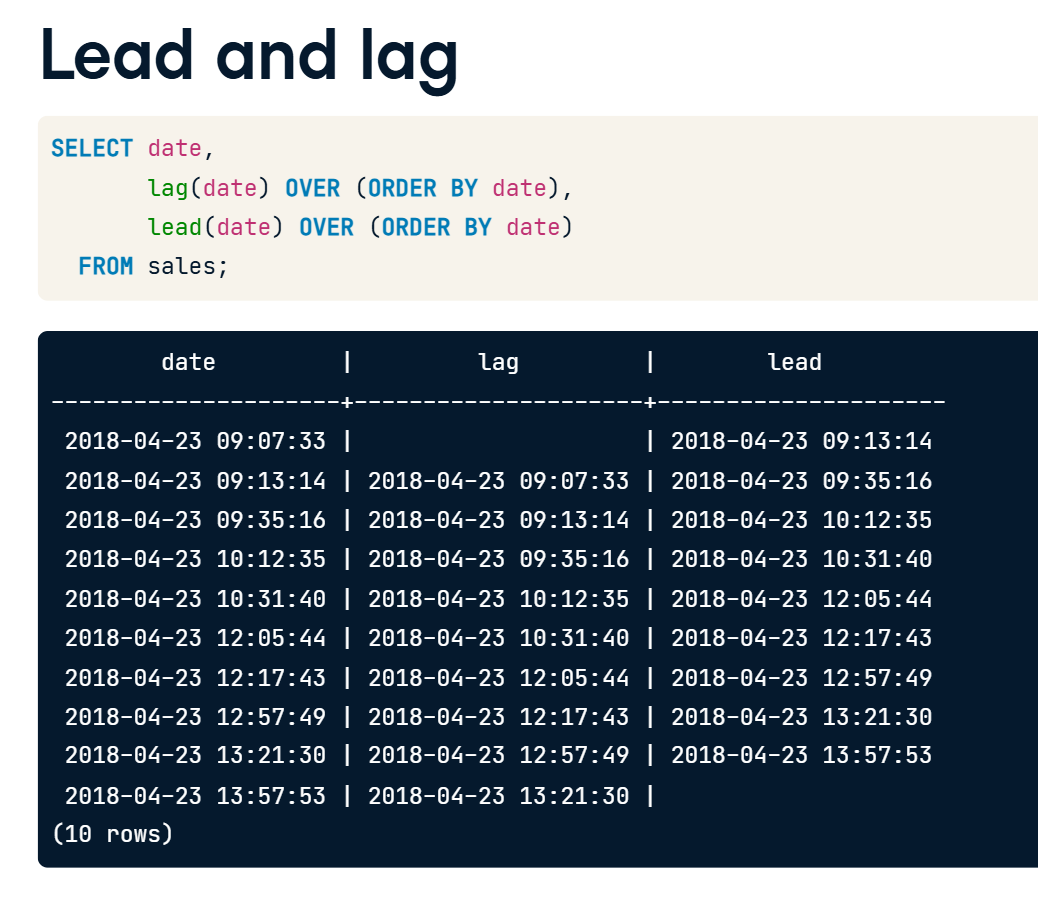 Lead and lag
SELECT date,
       lag(date) OVER (ORDER BY date),
       lead(date) OVER (ORDER BY date)
  FROM sales;
        date         |         lag         |        lead
---------------------+---------------------+---------------------
 2018-04-23 09:07:33 |                     | 2018-04-23 09:13:14
 2018-04-23 09:13:14 | 2018-04-23 09:07:33 | 2018-04-23 09:35:16
 2018-04-23 09:35:16 | 2018-04-23 09:13:14 | 2018-04-23 10:12:35
 2018-04-23 10:12:35 | 2018-04-23 09:35:16 | 2018-04-23 10:31:40
 2018-04-23 10:31:40 | 2018-04-23 10:12:35 | 2018-04-23 12:05:44
 2018-04-23 12:05:44 | 2018-04-23 10:31:40 | 2018-04-23 12:17:43
 2018-04-23 12:17:43 | 2018-04-23 12:05:44 | 2018-04-23 12:57:49
 2018-04-23 12:57:49 | 2018-04-23 12:17:43 | 2018-04-23 13:21:30
 2018-04-23 13:21:30 | 2018-04-23 12:57:49 | 2018-04-23 13:57:53
 2018-04-23 13:57:53 | 2018-04-23 13:21:30 |
(10 rows)